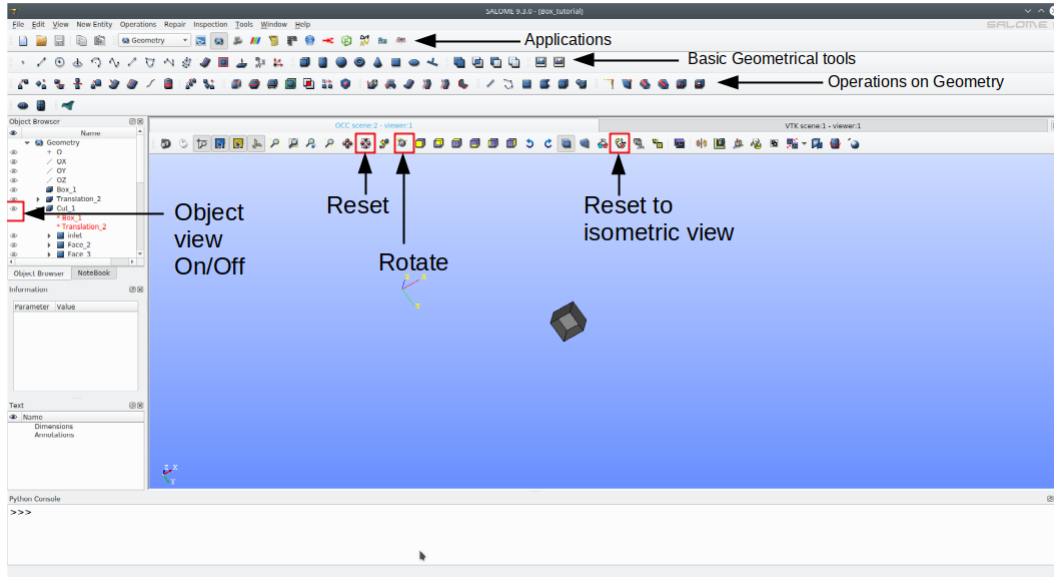 SALOME 9.3.0 - [Box_tutorial]
File Edit View New Entity Operations Repair Inspection Tools Window Help
SALOME
Geometry
Applications
Basic Geometrical tools
Operations on Geometry
Object Browser
Name
Geometry
O
OX
OY
OZ
Box_1
Translation_2
Cut_1
* Box_1
* Translation_2
inlet
Face_2
Face_3
Object Browser NoteBook
Information
Parameter Value
Text
Name
Dimensions
Annotations
OCC scene:2 - viewer:1
VTK scene:1 - viewer:1
Object
view
On/Off
Reset
Rotate
Reset to
isometric view
Z X
Y
Z X
Y
Python Console
>>>